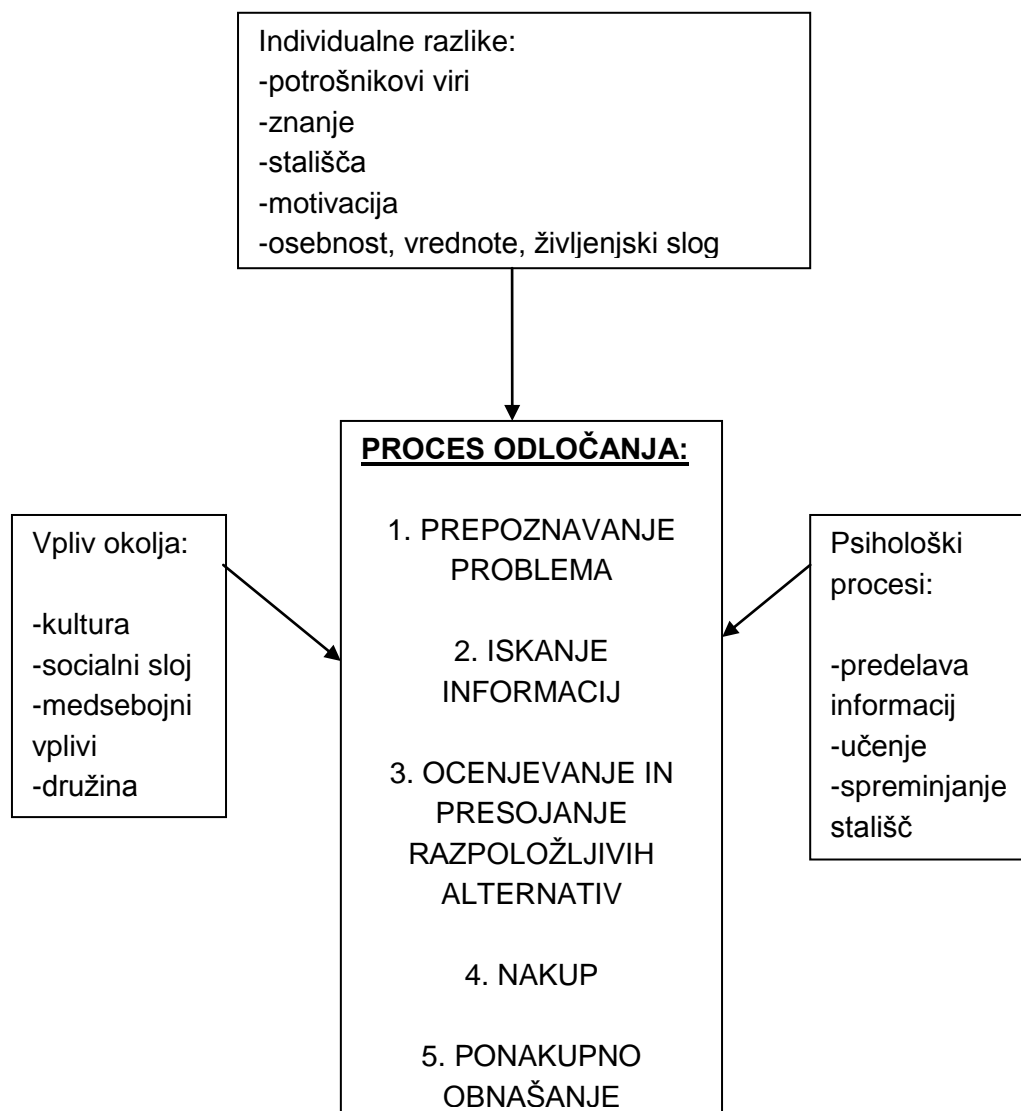 Individualne razlike:
-potrošnikovi viri
-znanje
-stališča
-motivacija
-osebnost, vrednote, življenjski slog
PROCES ODLOČANJA:
1. PREPOZNAVANJE
PROBLEMA
2. ISKANJE
INFORMACIJ
3. OCENJEVANJE IN
PRESOJANJE
RAZPOLOŽLJIVIH
ALTERNATIV
4. NAKUP
5. PONAKUPNO
OBNAŠANJE
Vpliv okolja:
-kultura
-socialni sloj
-medsebojni
vplivi
-družina
Psihološki
procesi:
-predelava
informacij
-učenje
-spreminjanje
stališč